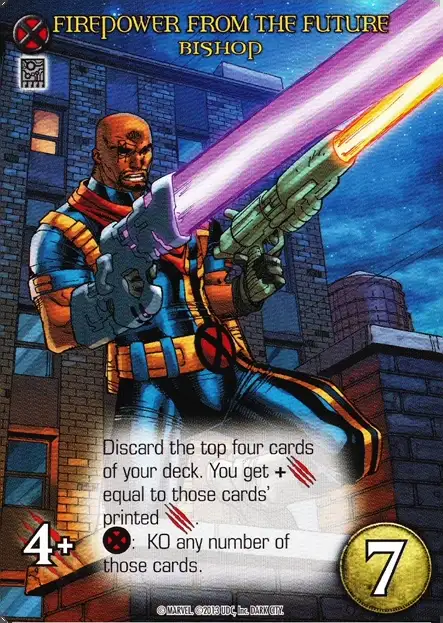 FIREPOWER FROM THE FUTURE
BISHOP
Discard the top four cards
of your deck. You get +
equal to those cards'
printed .
: KO any number of
those cards.
4+
7
© MARVEL ©2013 UDC, Inc. DARK CITY.